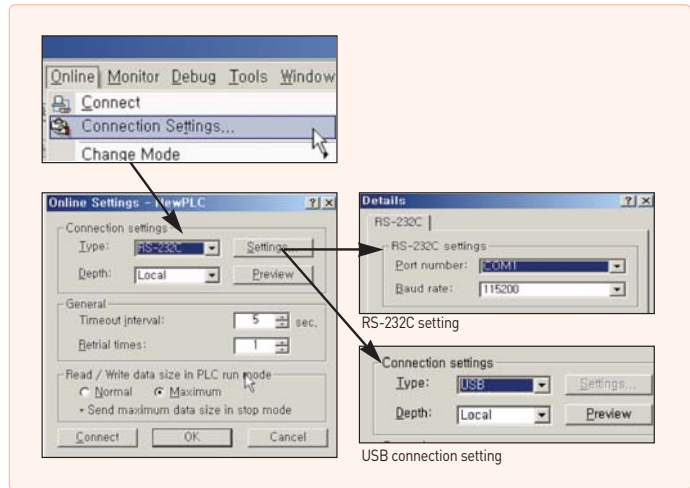 Online Monitor Debug Tools Window
Connect
Connection Settings...
Change Mode
Online Settings - NewPLC
Connection settings
Type: RS-232C Settings...
Depth: Local Preview
General
Timeout interval: 5 sec.
Retrial times: 1
Read / Write data size in PLC run mode
Normal Maximum
- Send maximum data size in stop mode
Connect OK Cancel
Details
RS-232C
RS-232C settings
Port number: COM1
Baud rate: 115200
RS-232C setting
Connection settings
Type: USB Settings...
Depth: Local Preview
USB connection setting